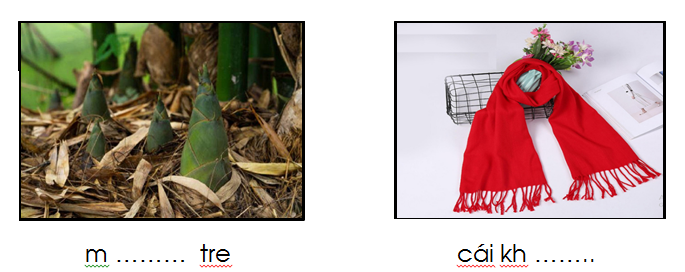 m ……… tre
cái kh ……..